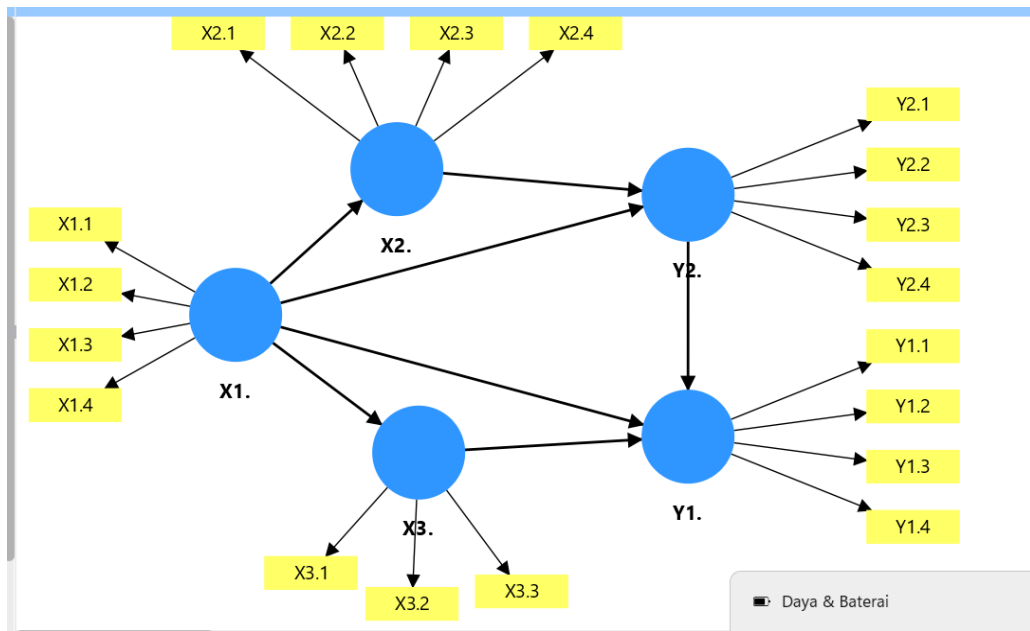 X2.1 X2.2 X2.3 X2.4
Y2.1
Y2.2
Y2.3
Y2.4
X2.
Y2.
X1.1
X1.2
X1.3
X1.4
X1.
Y1.1
Y1.2
Y1.3
Y1.4
Y1.
X3.
X3.1
X3.2
X3.3
Daya & Baterai